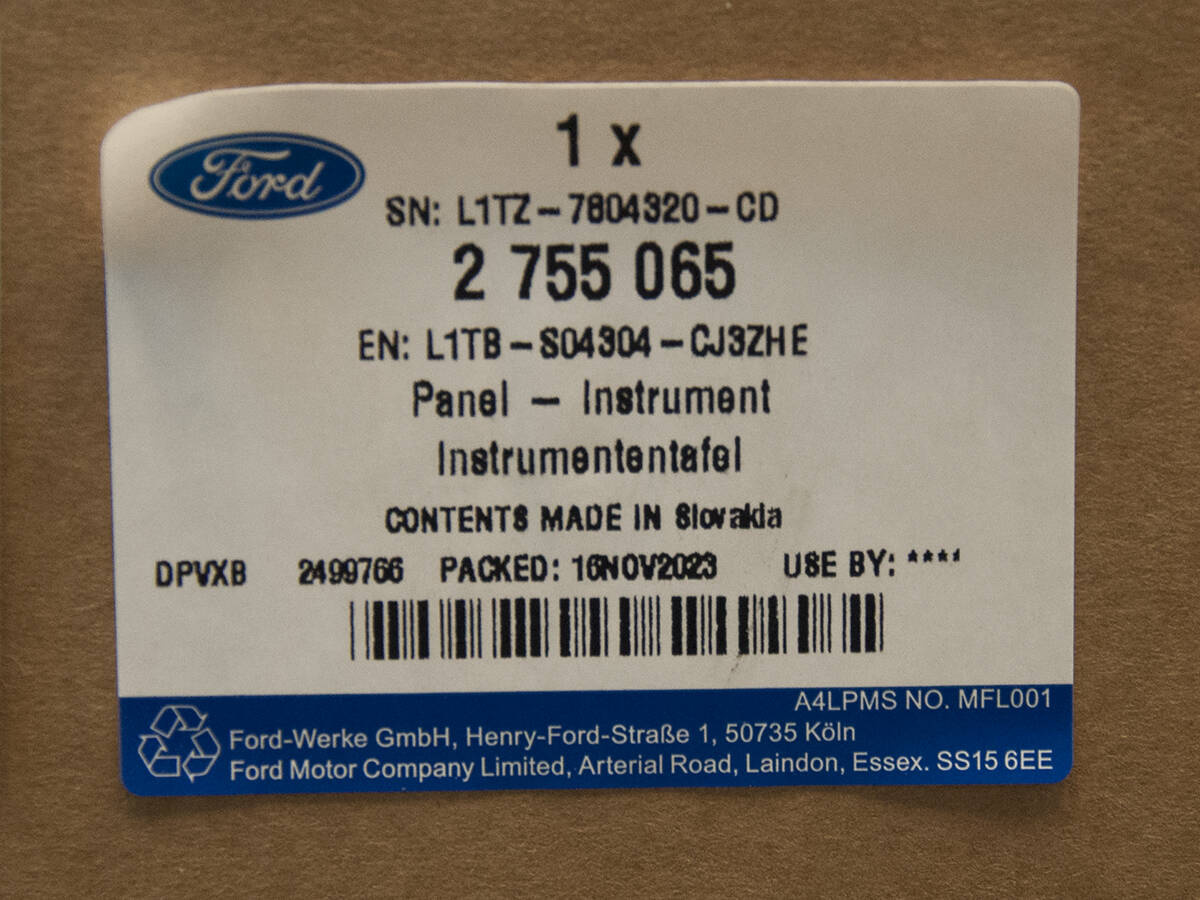 Ford
1 x
SN: L1TZ-7804320-CD
2 755 065
EN: L1TB-S04304-CJ3ZHE
Panel - Instrument
Instrumententafel
CONTENTS MADE IN Slovakia
DPVXB 2499766 PACKED: 16NOV2023 USE BY: ****
A4LPMS NO. MFL001
Ford-Werke GmbH, Henry-Ford-Straße 1, 50735 Köln
Ford Motor Company Limited, Arterial Road, Laindon, Essex. SS15 6EE